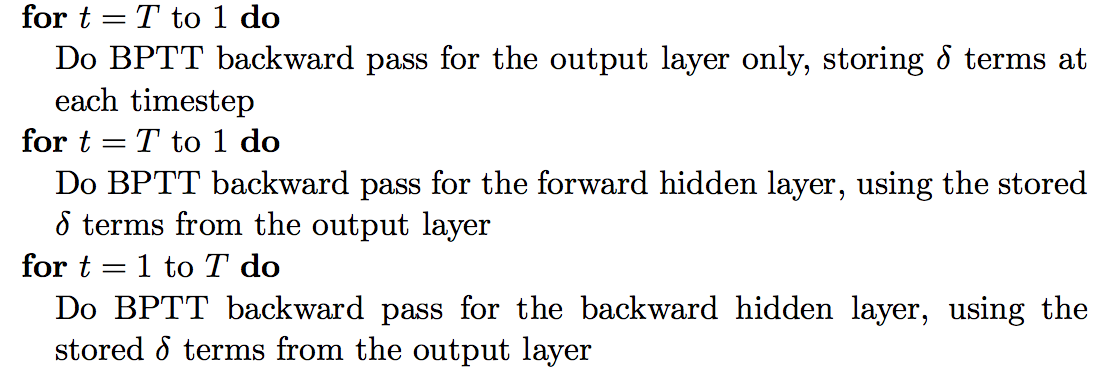 for t = T to 1 do
Do BPTT backward pass for the output layer only, storing δ terms at
each timestep
for t = T to 1 do
Do BPTT backward pass for the forward hidden layer, using the stored
δ terms from the output layer
for t = 1 to T do
Do BPTT backward pass for the backward hidden layer, using the
stored δ terms from the output layer